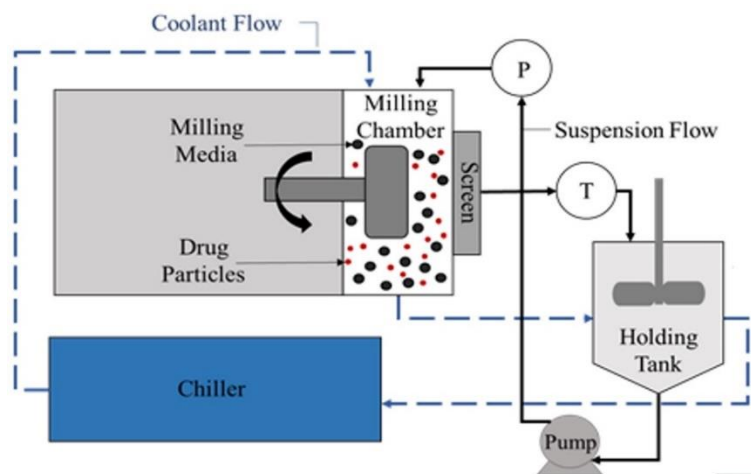 Coolant Flow
P
Milling
Chamber
Milling
Media
Suspension Flow
Screen
T
Drug
Particles
Holding
Tank
Chiller
Pump